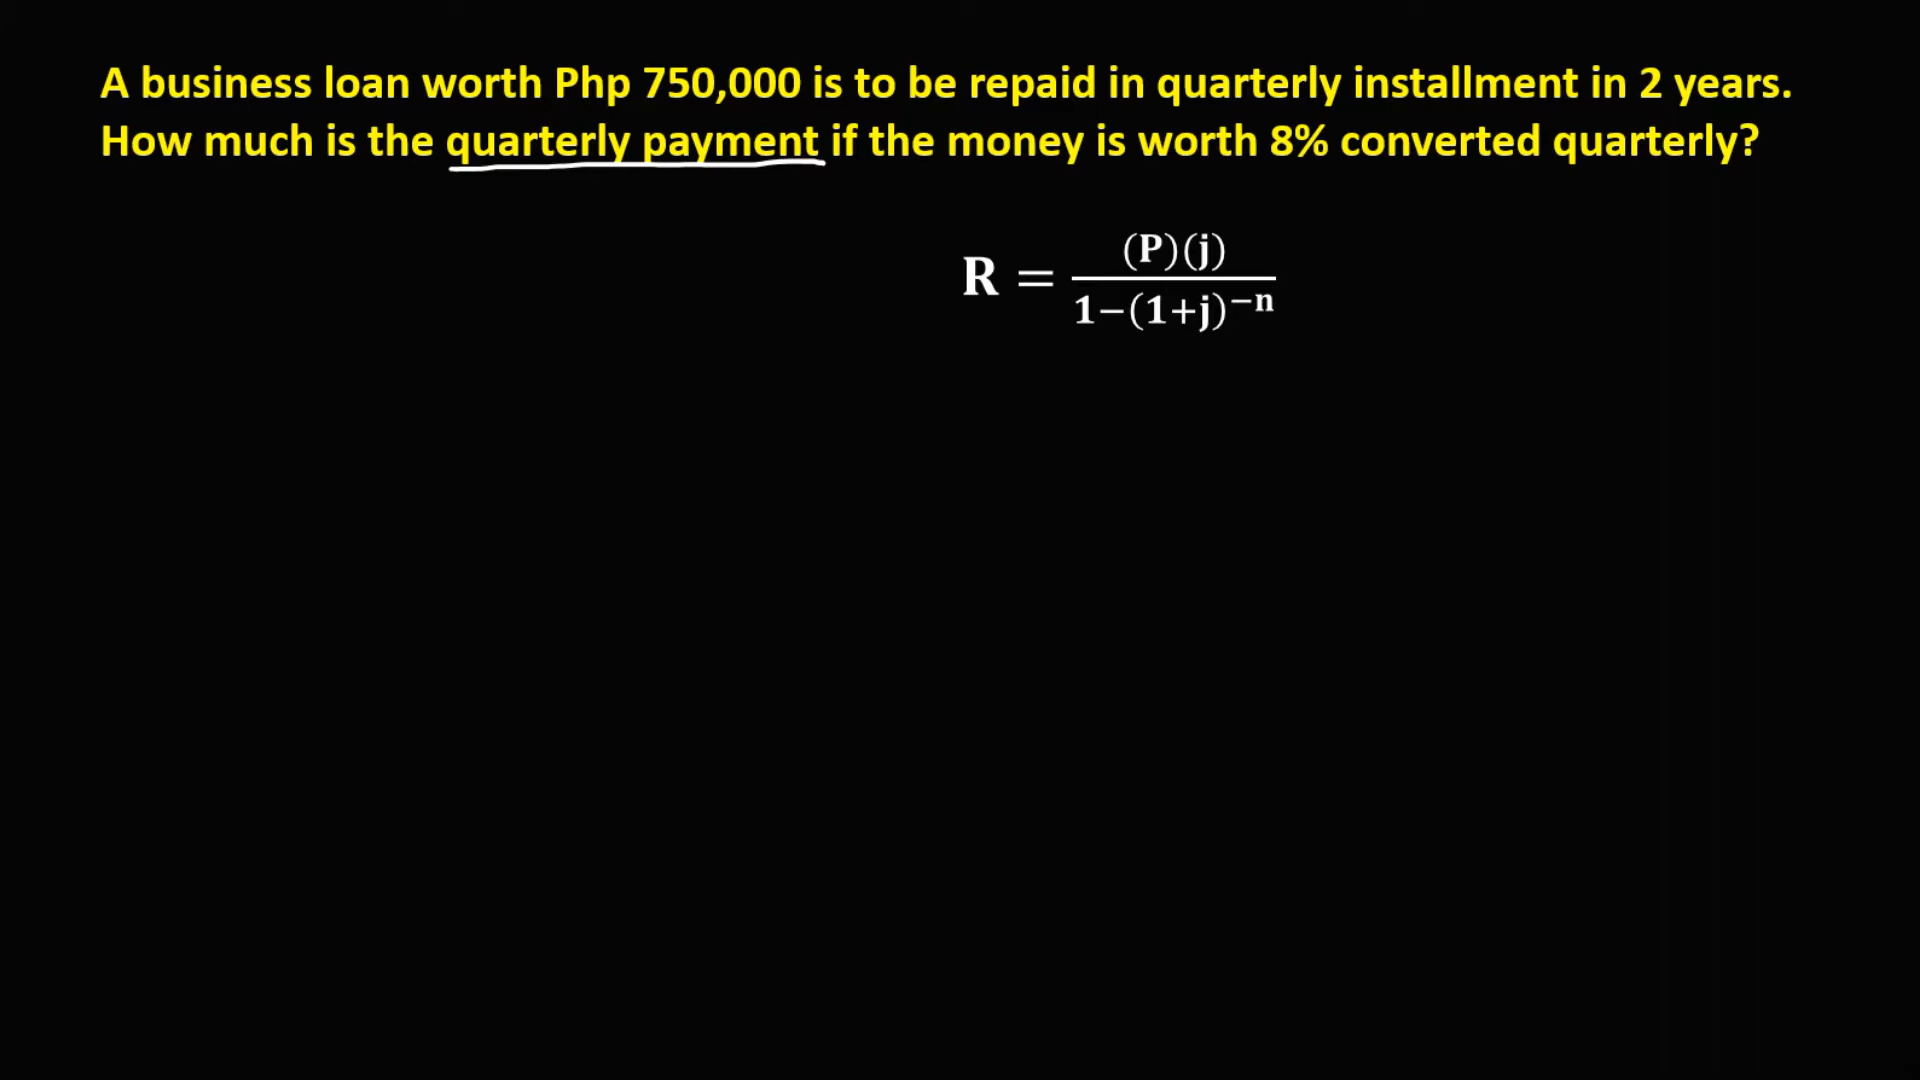 A business loan worth Php 750,000 is to be repaid in quarterly installment in 2 years.
How much is the quarterly payment if the money is worth 8% converted quarterly?
R = (P)(j) / 1−(1+j)⁻ⁿ